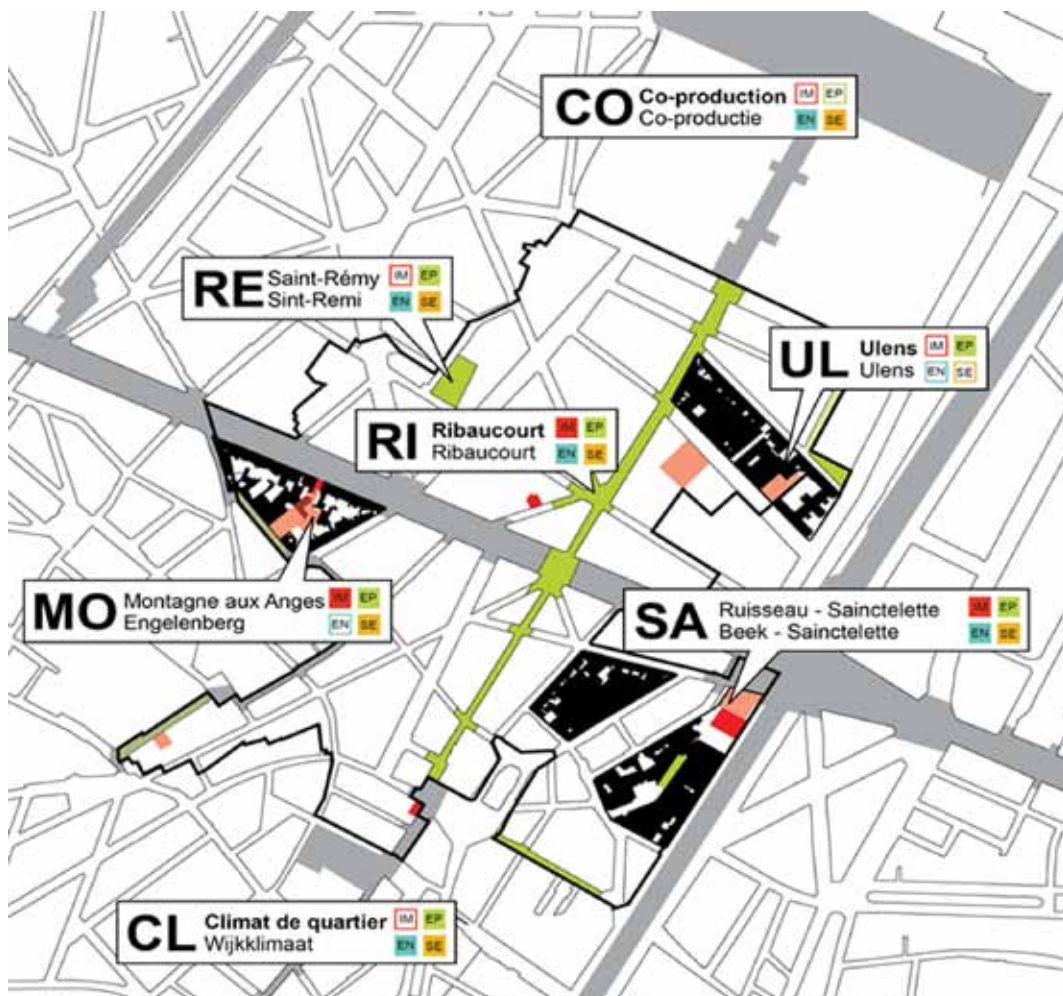 CO Co-production IM EP
Co-productie EN SE
RE Saint-Rémy IM EP
Sint-Remi EN SE
UL Ulens IM EP
Ulens EN SE
RI Ribaucourt IM EP
Ribaucourt EN SE
MO Montagne aux Anges IM EP
Engelenberg EN SE
SA Ruisseau - Sainctelette IM EP
Beek - Sainctelette EN SE
CL Climat de quartier IM EP
Wijkklimaat EN SE